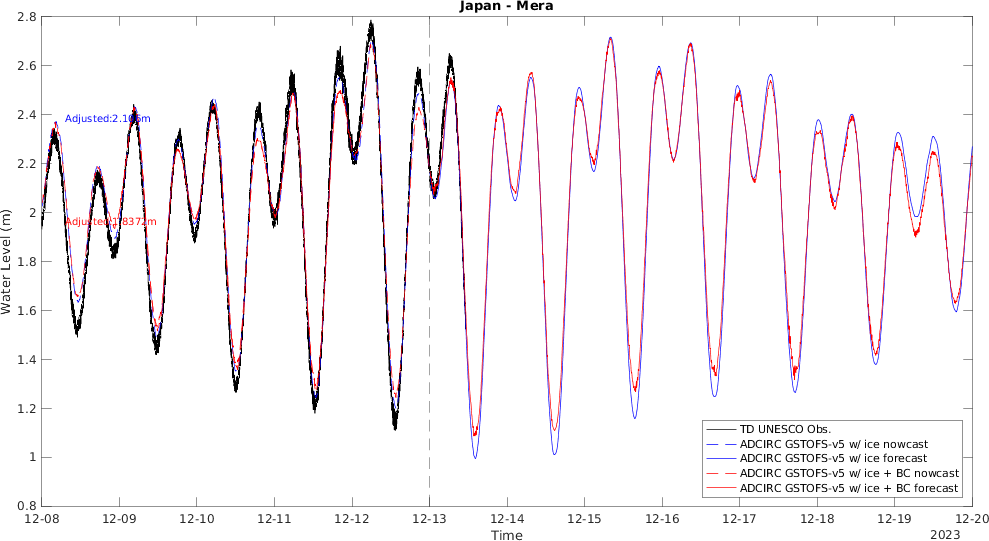 Japan - Mera
2.8
2.6
2.4
2.2
2
1.8
1.6
1.4
1.2
1
0.8
Water Level (m)
Adjusted:
Adjusted:
TD UNESCO Obs.
ADCIRC GSTOFS-v5 w/ ice nowcast
ADCIRC GSTOFS-v5 w/ ice forecast
ADCIRC GSTOFS-v5 w/ ice + BC nowcast
ADCIRC GSTOFS-v5 w/ ice + BC forecast
12-08 12-09 12-10 12-11 12-12 12-13 12-14 12-15 12-16 12-17 12-18 12-19 12-20
Time
2023